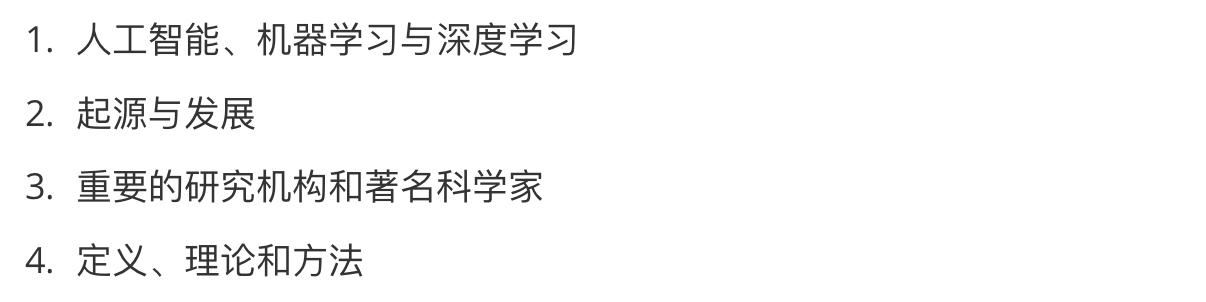 1. 人工智能、机器学习与深度学习
2. 起源与发展
3. 重要的研究机构和著名科学家
4. 定义、理论和方法